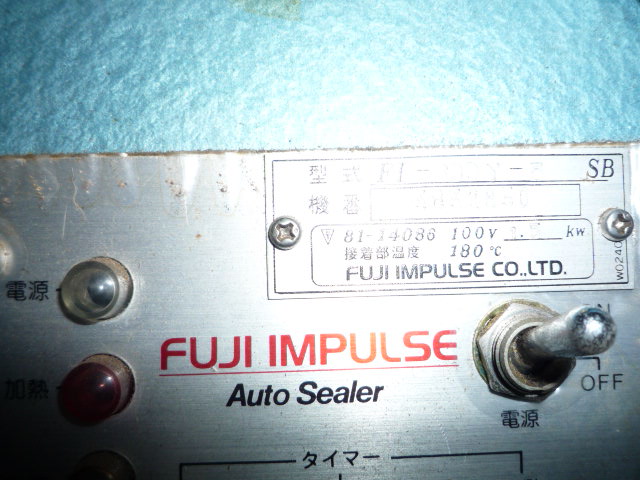 型式 SB
機番
▽ 81-14086 100V kw
接着部温度 180℃
FUJI IMPULSE CO.,LTD.
W0240
電源
FUJI IMPULSE
Auto Sealer
加熱
OFF
電源
タイマー